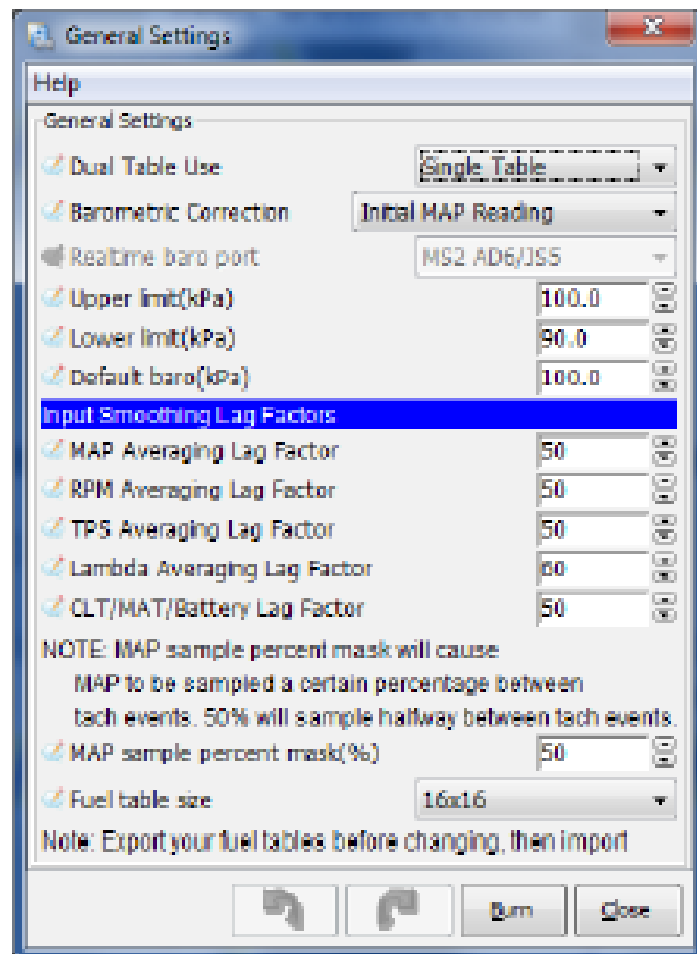 General Settings
Help
General Settings
Dual Table Use Single Table
Barometric Correction Initial MAP Reading
Realtime baro port MS2 AD6/JS5
Upper limit(kPa) 100.0
Lower limit(kPa) 90.0
Default baro(kPa) 100.0
Input Smoothing Lag Factors
MAP Averaging Lag Factor 50
RPM Averaging Lag Factor 50
TPS Averaging Lag Factor 50
Lambda Averaging Lag Factor 60
CLT/MAT/Battery Lag Factor 50
NOTE: MAP sample percent mask will cause
MAP to be sampled a certain percentage between
tach events. 50% will sample halfway between tach events.
MAP sample percent mask(%) 50
Fuel table size 16x16
Note: Export your fuel tables before changing, then import
Burn Close